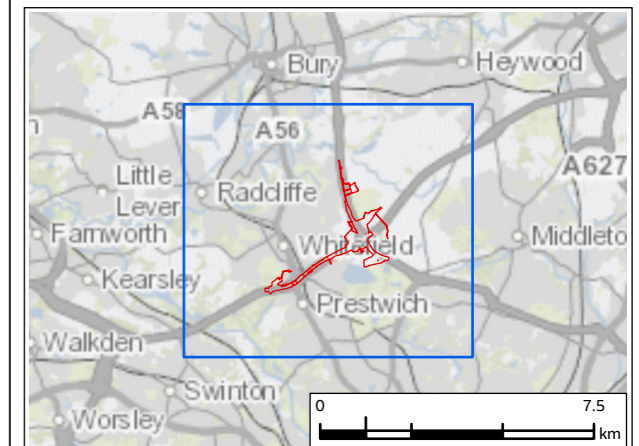 Bury
Heywood
A58
A56
A627
Little
Lever
Radcliffe
Farnworth
Whitefield
Middleto
Kearsley
Prestwich
Walkden
Swinton
Worsley
0 7.5
km